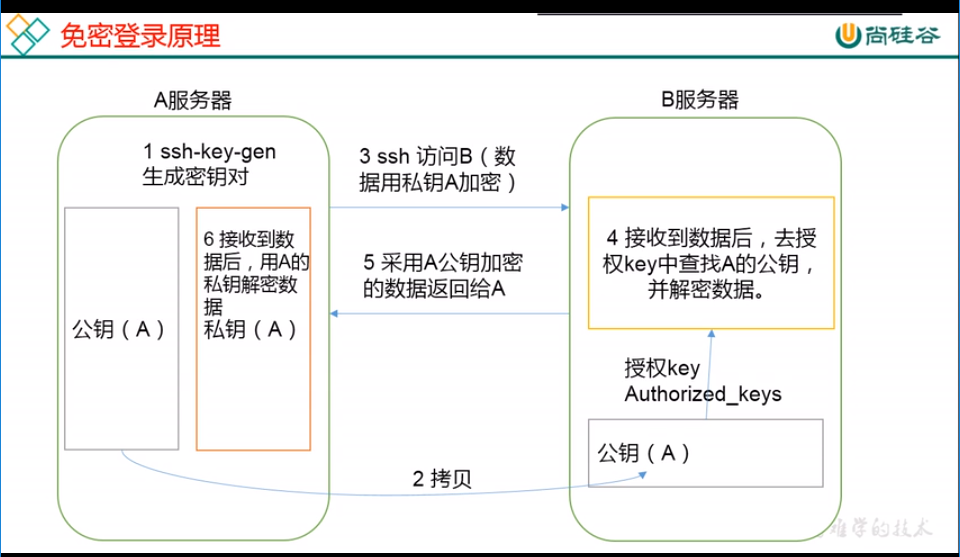 免密登录原理
尚硅谷
A服务器
B服务器
1 ssh-key-gen
生成密钥对
3 ssh 访问B（数
据用私钥A加密）
6 接收到数
据后，用A的
私钥解密数
据
私钥（A）
公钥（A）
5 采用A公钥加密
的数据返回给A
4 接收到数据后，去授
权key中查找A的公钥，
并解密数据。
授权key
Authorized_keys
公钥（A）
2 拷贝
难学的技术